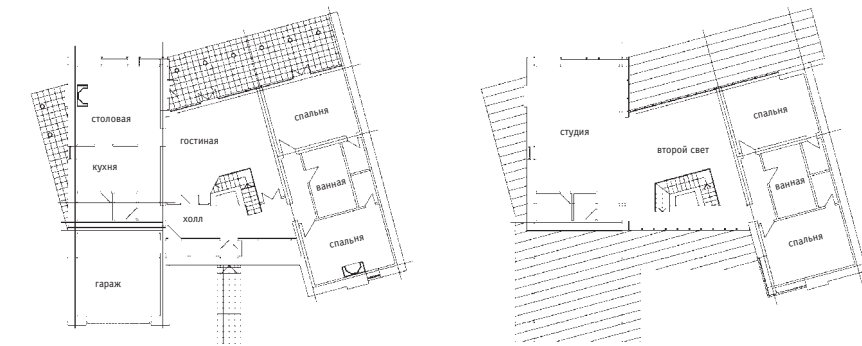 столовая
кухня
гараж
гостиная
холл
спальня
ванная
спальня
студия
второй свет
спальня
ванная
спальня